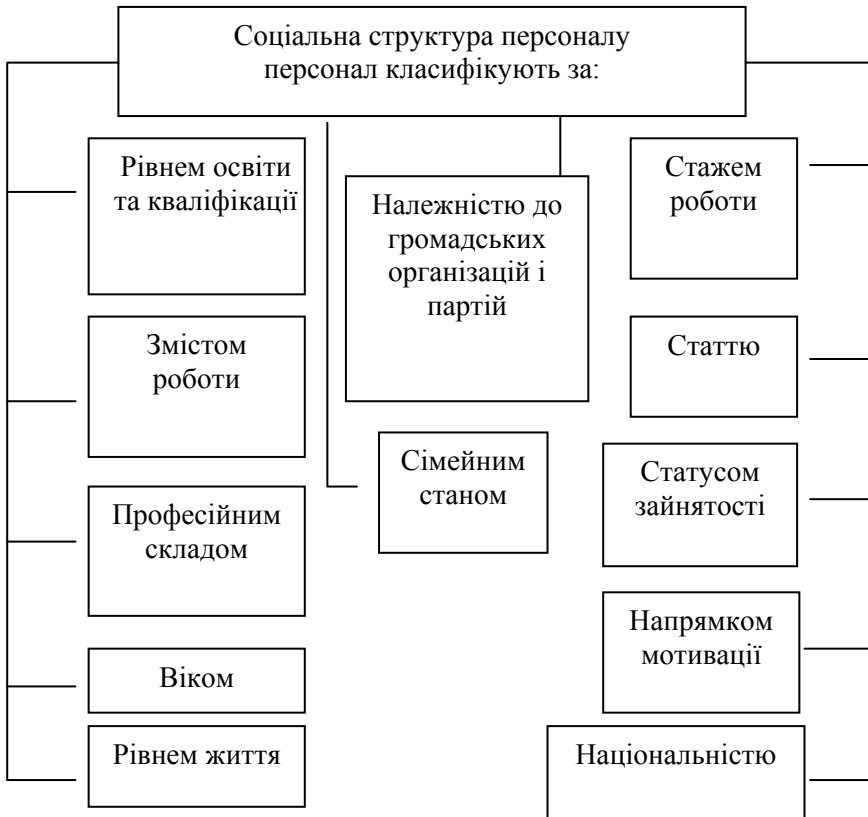 Соціальна структура персоналу
персонал класифікують за:
Рівнем освіти
та кваліфікації
Змістом
роботи
Професійним
складом
Віком
Рівнем життя
Належністю до
громадських
організацій і
партій
Сімейним
станом
Стажем
роботи
Статтю
Статусом
зайнятості
Напрямком
мотивації
Національністю